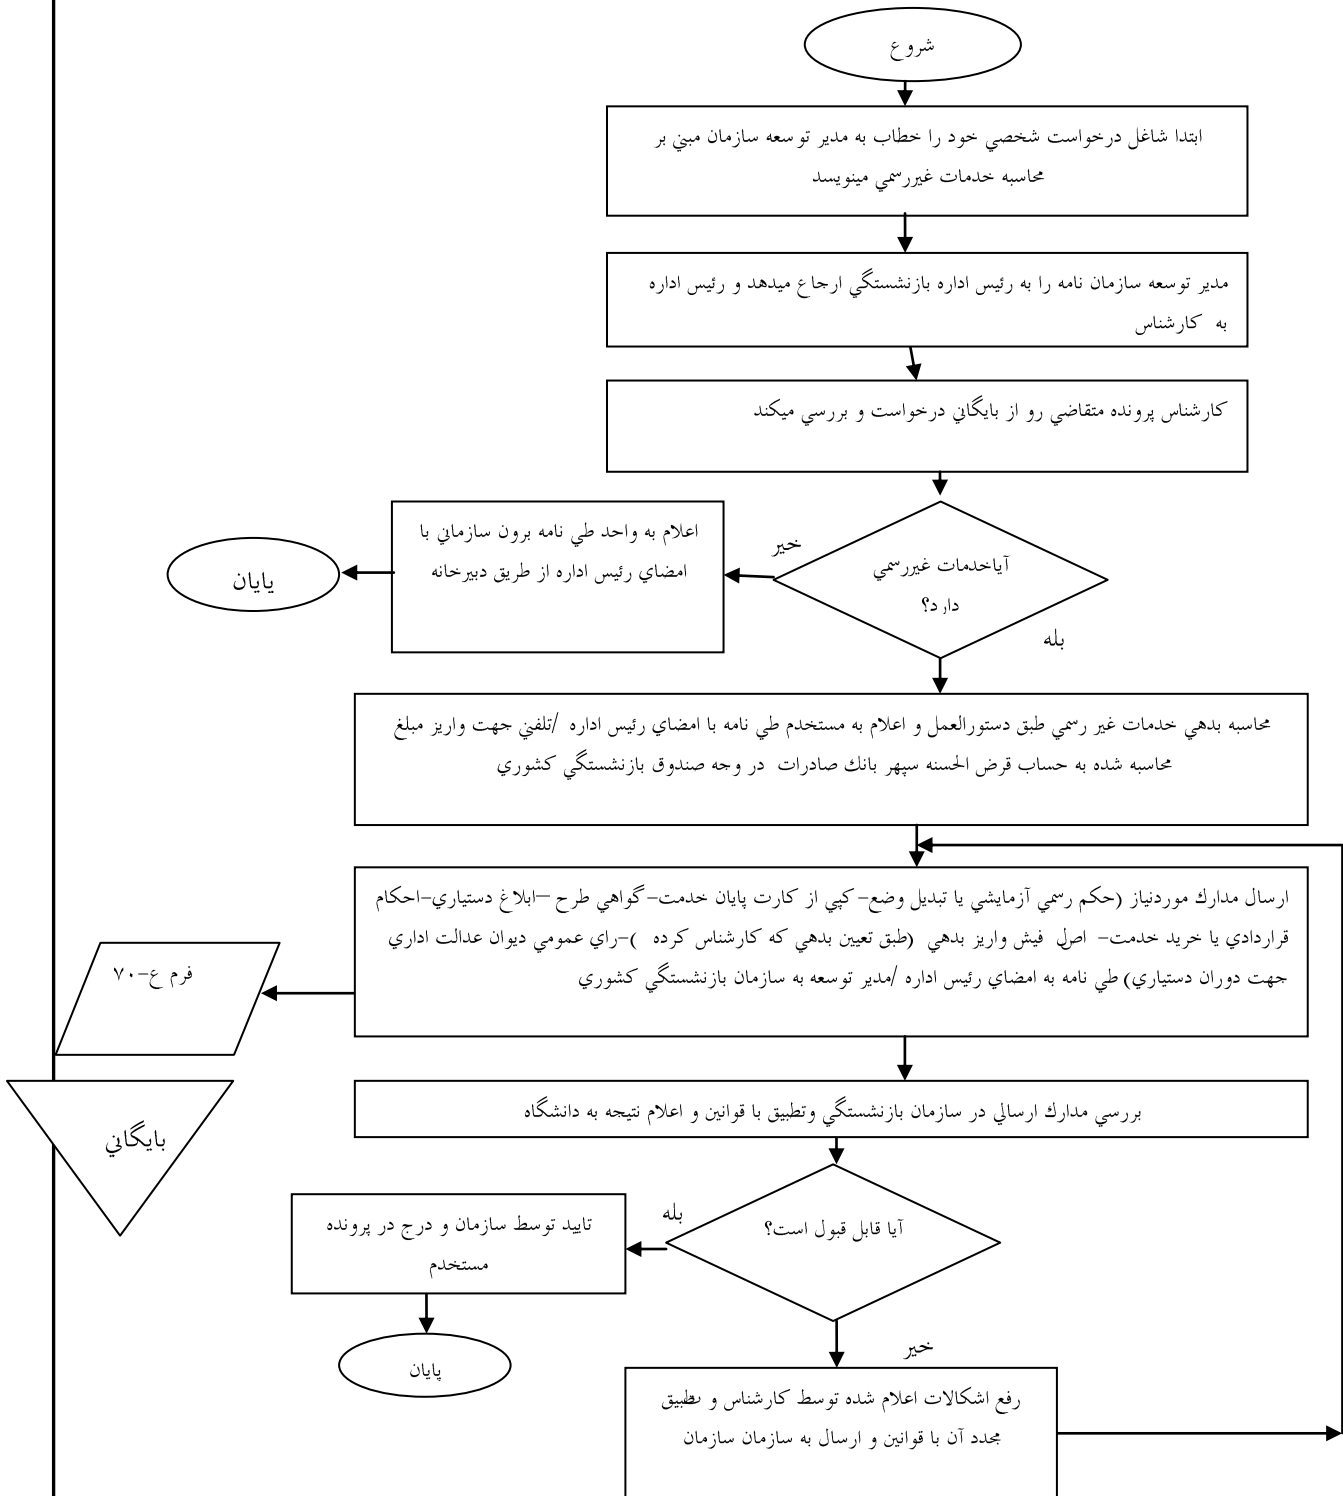 شروع
ابتدا شاغل درخواست شخصي خود را خطاب به مدير توسعه سازمان مبني بر
محاسبه خدمات غيررسمي مينويسد
مدير توسعه سازمان نامه را به رئيس اداره بازنشستگي ارجاع ميدهد و رئيس اداره
به كارشناس
كارشناس پرونده متقاضي رو از بايگاني درخواست و بررسي ميكند
آياخدمات غيررسمي
دارد؟
خير
بله
اعلام به واحد طي نامه برون سازماني با
امضاي رئيس اداره از طريق دبيرخانه
پايان
محاسبه بدهي خدمات غير رسمي طبق دستورالعمل و اعلام به مستخدم طي نامه با امضاي رئيس اداره /تلفني جهت واريز مبلغ
محاسبه شده به حساب قرض الحسنه سپهر بانك صادرات در وجه صندوق بازنشستگي كشوري
ارسال مدارك موردنياز (حكم رسمي آزمايشي يا تبديل وضع- كپي از كارت پايان خدمت-گواهي طرح –ابلاغ دستياري-احكام
قراردادي يا خريد خدمت- اصل فيش واريز بدهي (طبق تعيين بدهي كه كارشناس كرده )-راي عمومي ديوان عدالت اداري
جهت دوران دستياري) طي نامه به امضاي رئيس اداره /مدير توسعه به سازمان بازنشستگي كشوري
فرم ع-۷۰
بايگاني
بررسي مدارك ارسالي در سازمان بازنشستگي وتطبيق با قوانين و اعلام نتيجه به دانشگاه
آيا قابل قبول است؟
بله
تاييد توسط سازمان و درج در پرونده
مستخدم
پايان
خير
رفع اشكالات اعلام شده توسط كارشناس و تطبيق
مجدد آن با قوانين و ارسال به سازمان سازمان